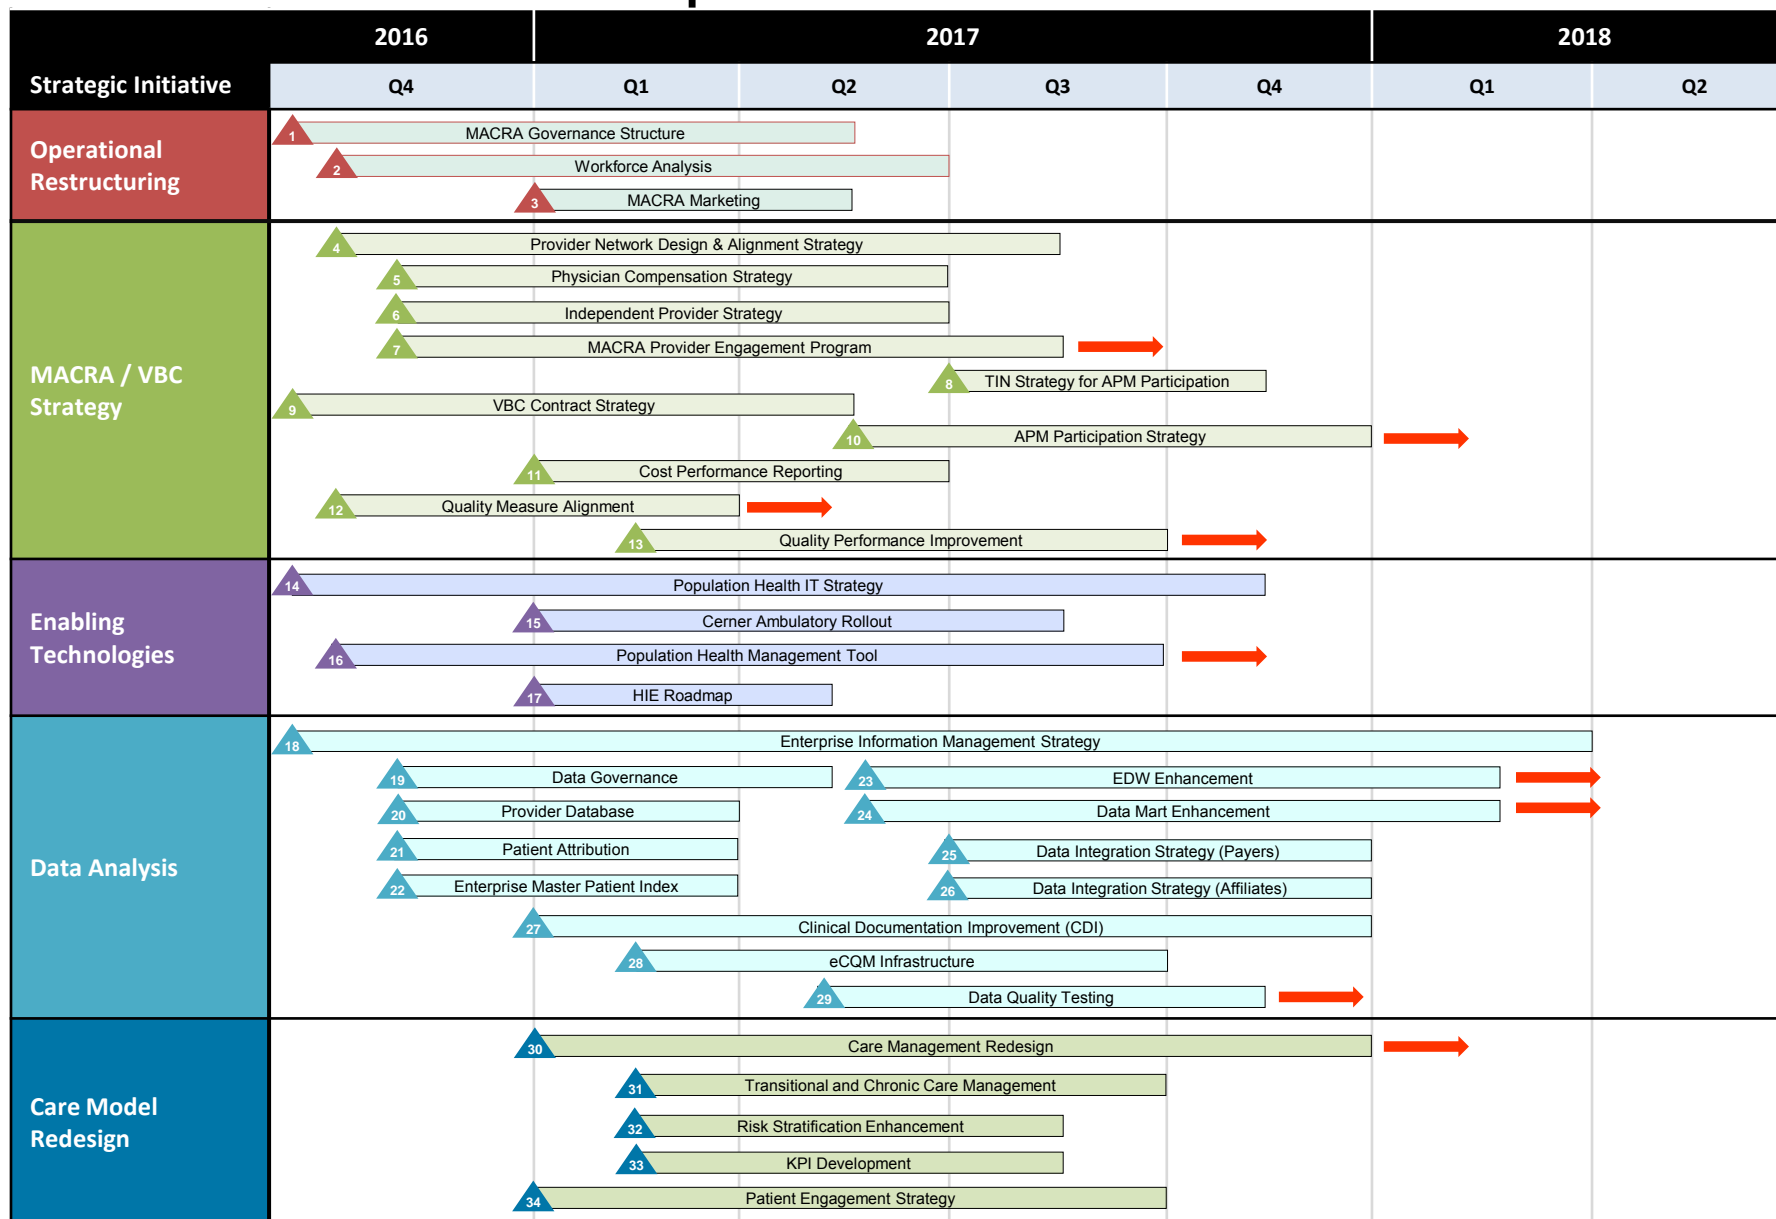 2016 2017 2018
Strategic Initiative Q4 Q1 Q2 Q3 Q4 Q1 Q2
Operational
Restructuring
1 MACRA Governance Structure
2 Workforce Analysis
3 MACRA Marketing
MACRA / VBC
Strategy
4 Provider Network Design & Alignment Strategy
5 Physician Compensation Strategy
6 Independent Provider Strategy
7 MACRA Provider Engagement Program
8 TIN Strategy for APM Participation
9 VBC Contract Strategy
10 APM Participation Strategy
11 Cost Performance Reporting
12 Quality Measure Alignment
13 Quality Performance Improvement
Enabling
Technologies
14 Population Health IT Strategy
15 Cerner Ambulatory Rollout
16 Population Health Management Tool
17 HIE Roadmap
Data Analysis
18 Enterprise Information Management Strategy
19 Data Governance 23 EDW Enhancement
20 Provider Database 24 Data Mart Enhancement
21 Patient Attribution 25 Data Integration Strategy (Payers)
22 Enterprise Master Patient Index 26 Data Integration Strategy (Affiliates)
27 Clinical Documentation Improvement (CDI)
28 eCQM Infrastructure
29 Data Quality Testing
Care Model
Redesign
30 Care Management Redesign
31 Transitional and Chronic Care Management
32 Risk Stratification Enhancement
33 KPI Development
34 Patient Engagement Strategy